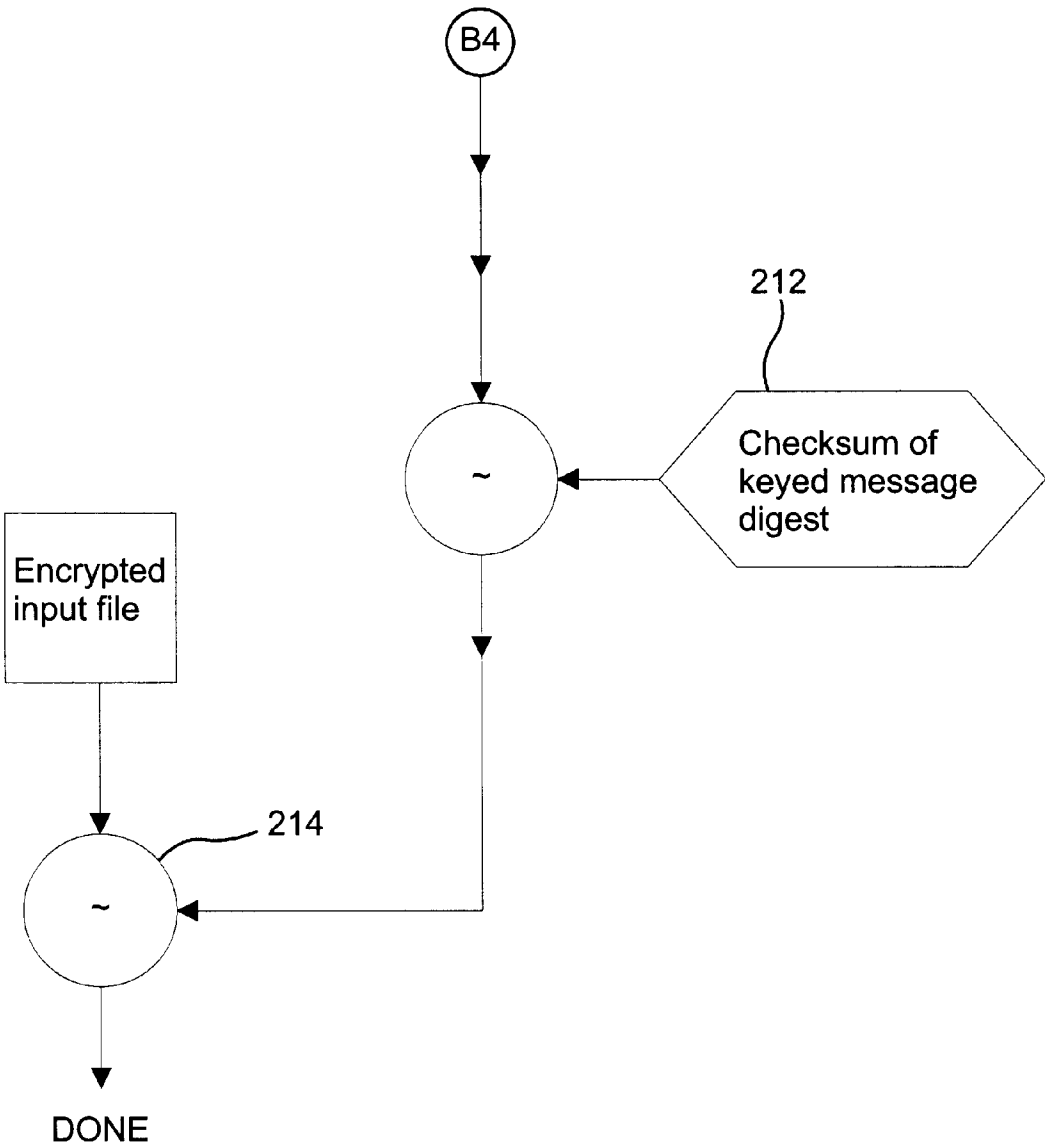 B4
212
Checksum of
keyed message
digest
~
Encrypted
input file
214
~
DONE